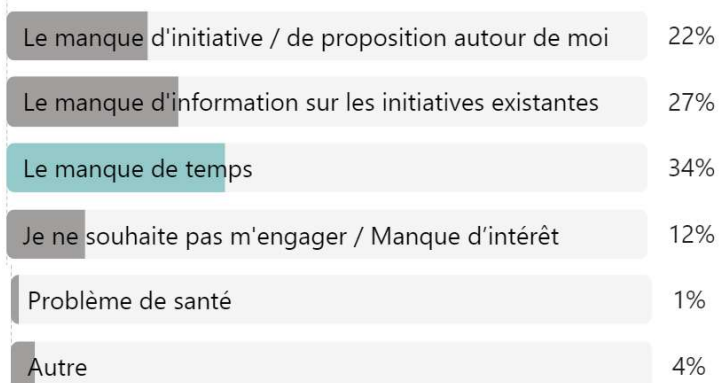 Le manque d'initiative / de proposition autour de moi 22%
Le manque d'information sur les initiatives existantes 27%
Le manque de temps 34%
Je ne souhaite pas m'engager / Manque d’intérêt 12%
Problème de santé 1%
Autre 4%